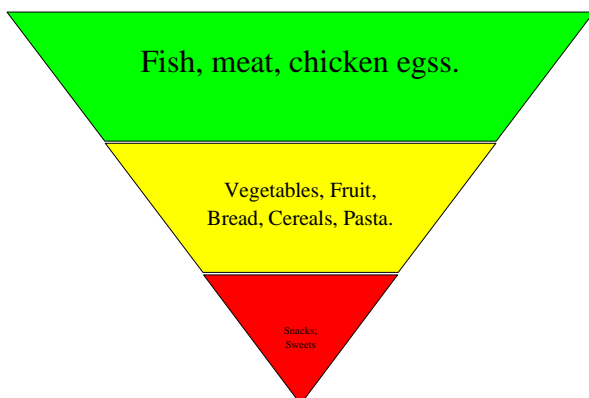 Fish, meat, chicken egss.
Vegetables, Fruit,
Bread, Cereals, Pasta.
Snacks;
Sweets